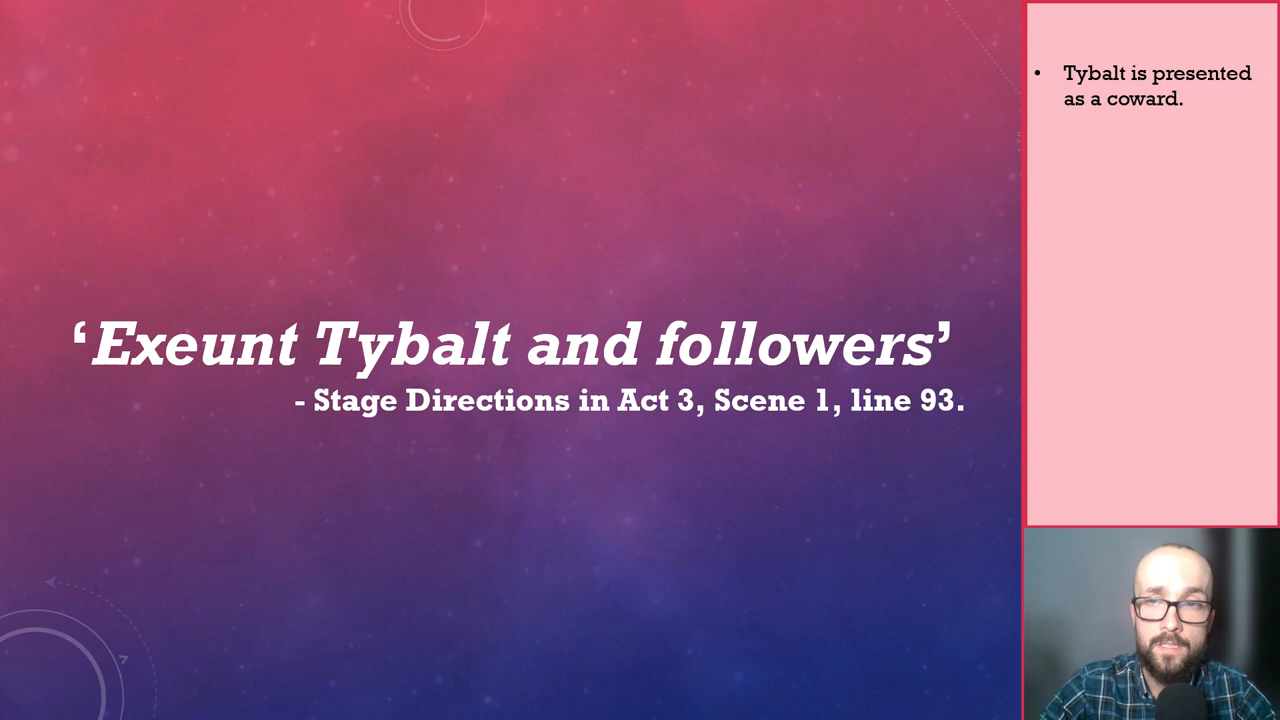 ‘Exeunt Tybalt and followers’
- Stage Directions in Act 3, Scene 1, line 93.
• Tybalt is presented
as a coward.